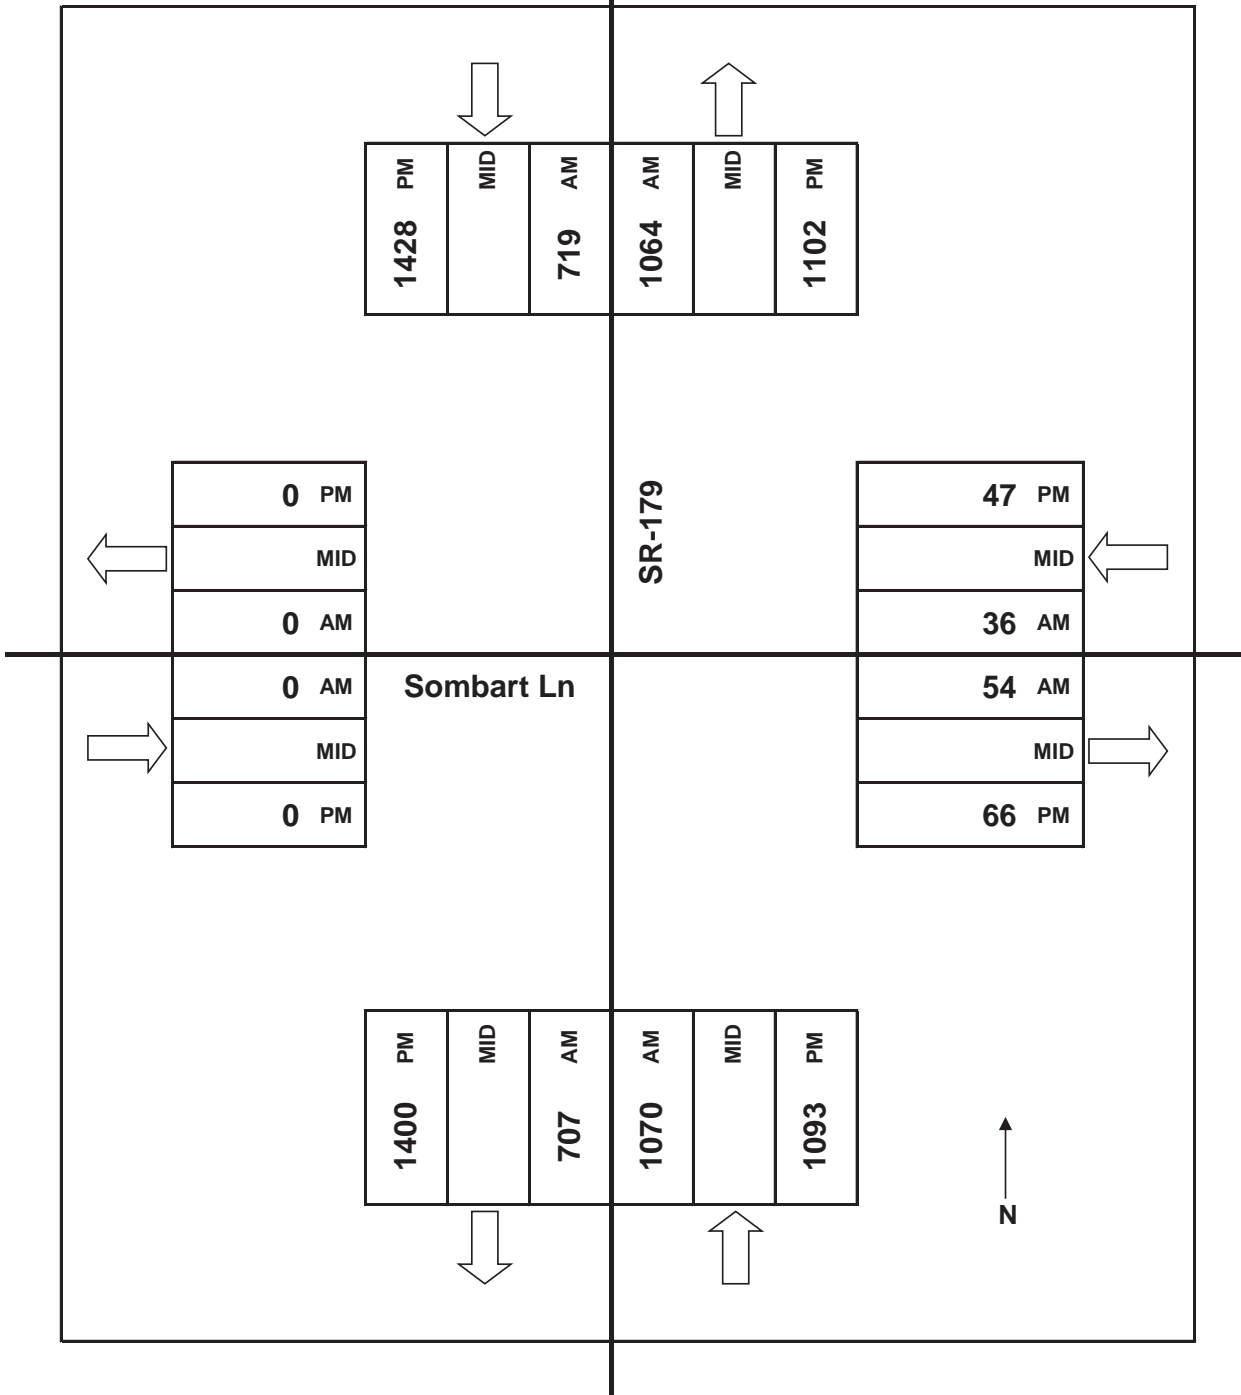 PM MID AM AM MID PM
1428 719 1064 1102
SR-179
0 PM
MID
0 AM
0 AM
MID
0 PM
47 PM
MID
36 AM
54 AM
MID
66 PM
Sombart Ln
PM MID AM AM MID PM
1400 707 1070 1093
N